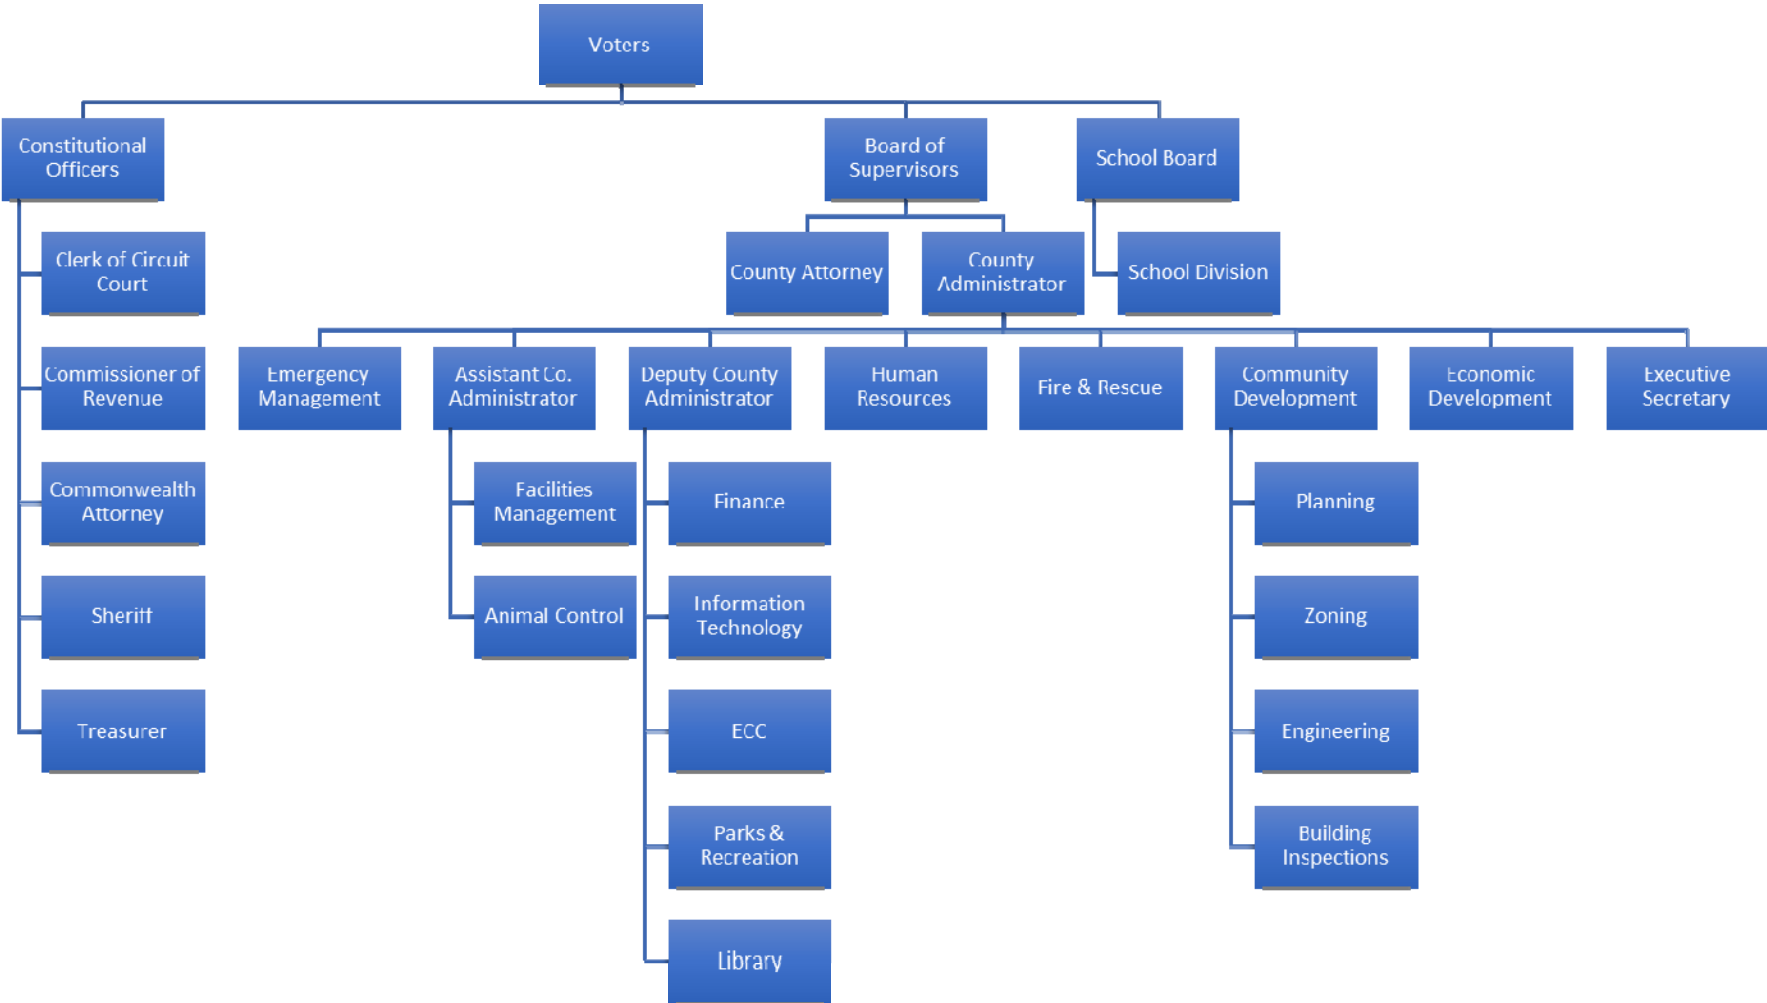 Voters
Constitutional
Officers
Board of
Supervisors
School Board
Clerk of Circuit
Court
County Attorney
County
Administrator
School Division
Commissioner of
Revenue
Emergency
Management
Assistant Co.
Administrator
Deputy County
Administrator
Human
Resources
Fire & Rescue
Community
Development
Economic
Development
Executive
Secretary
Commonwealth
Attorney
Facilities
Management
Finance
Planning
Sheriff
Animal Control
Information
Technology
Zoning
Treasurer
ECC
Engineering
Parks &
Recreation
Building
Inspections
Library